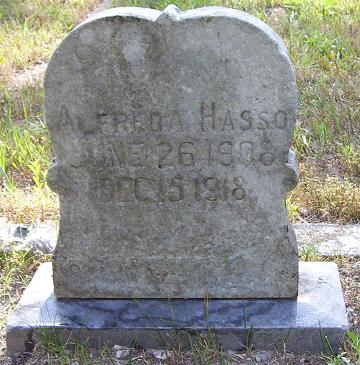 ALFREDA HASSO
JUNE 26 1908
DEC 15 1918